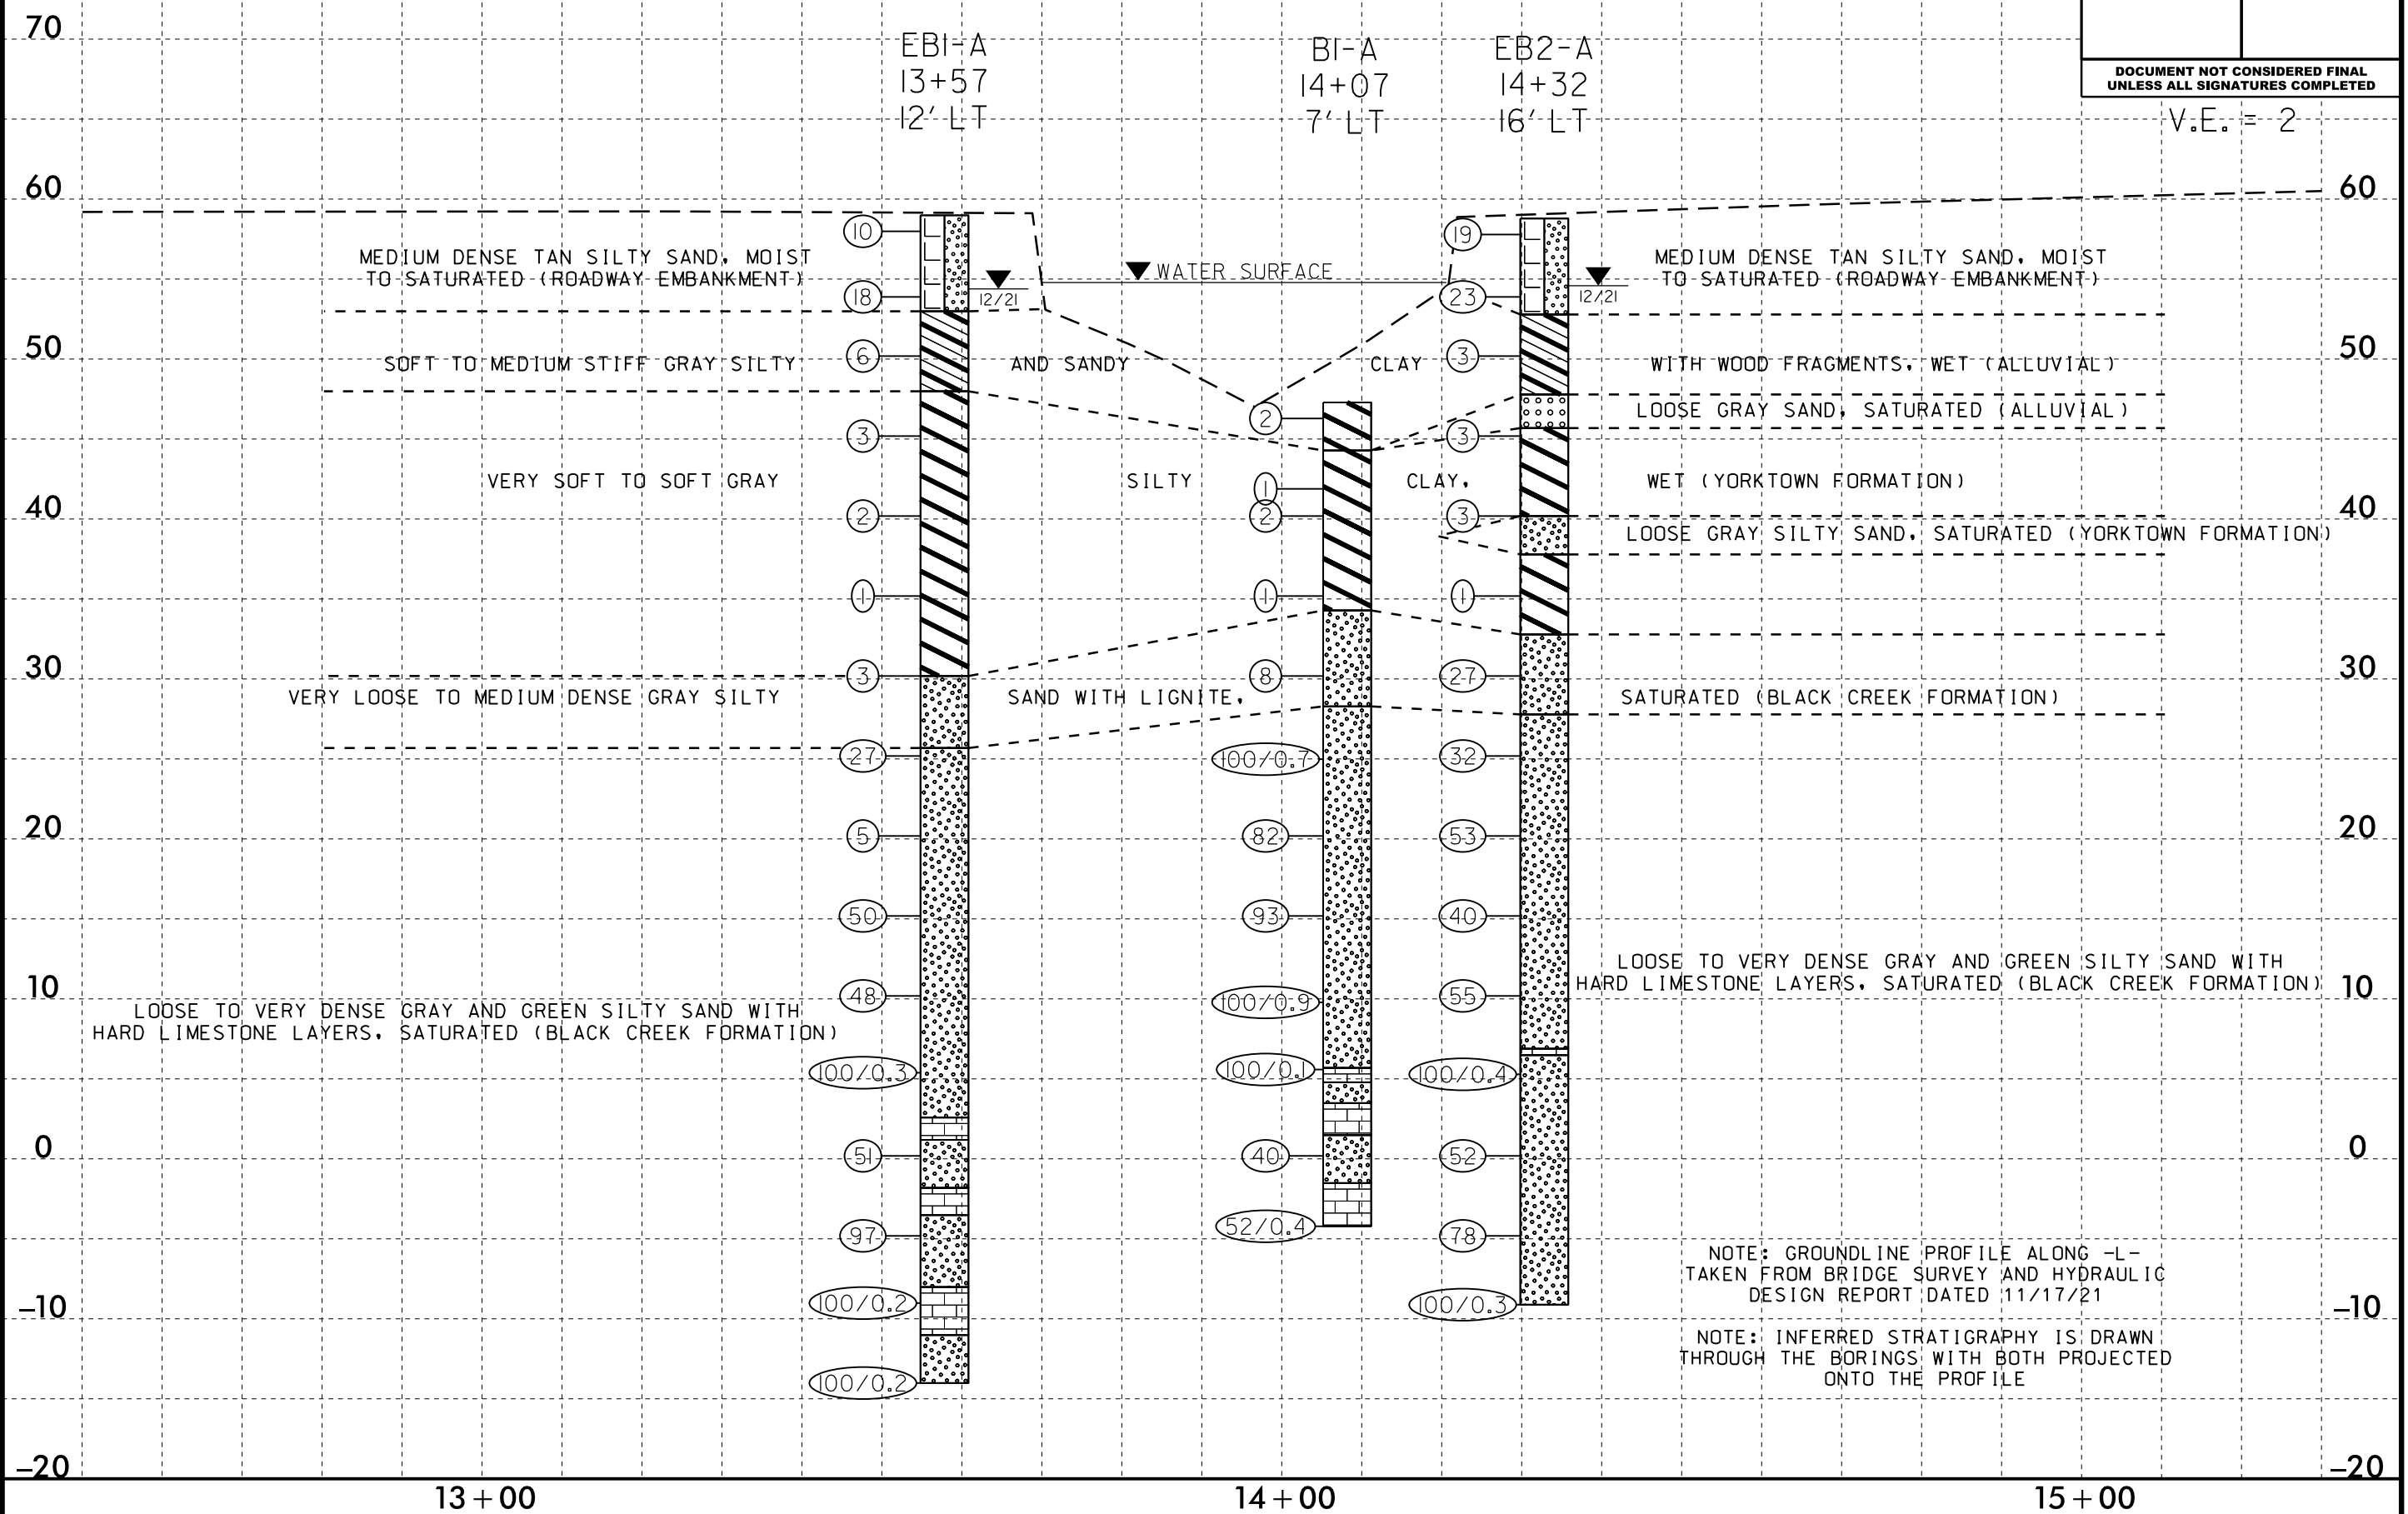 70
EB1-A
13+57
12' LT
B1-A
14+07
7' LT
EB2-A
14+32
16' LT
DOCUMENT NOT CONSIDERED FINAL
UNLESS ALL SIGNATURES COMPLETED
V.E. = 2
60
60
10
19
MEDIUM DENSE TAN SILTY SAND, MOIST
TO SATURATED (ROADWAY EMBANKMENT)
WATER SURFACE
MEDIUM DENSE TAN SILTY SAND, MOIST
TO SATURATED (ROADWAY EMBANKMENT)
18
12/21
23
12/21
50
6
3
50
SOFT TO MEDIUM STIFF GRAY SILTY AND SANDY CLAY WITH WOOD FRAGMENTS, WET (ALLUVIAL)
LOOSE GRAY SAND, SATURATED (ALLUVIAL)
2
3
3
VERY SOFT TO SOFT GRAY SILTY CLAY, WET (YORKTOWN FORMATION)
1
40
2
2
3
40
LOOSE GRAY SILTY SAND, SATURATED (YORKTOWN FORMATION)
1
1
1
30
3
8
27
30
VERY LOOSE TO MEDIUM DENSE GRAY SILTY SAND WITH LIGNITE, SATURATED (BLACK CREEK FORMATION)
27
100/0.7
32
20
5
82
53
20
50
93
40
LOOSE TO VERY DENSE GRAY AND GREEN SILTY SAND WITH
HARD LIMESTONE LAYERS, SATURATED (BLACK CREEK FORMATION)
10
48
100/0.9
55
10
LOOSE TO VERY DENSE GRAY AND GREEN SILTY SAND WITH
HARD LIMESTONE LAYERS, SATURATED (BLACK CREEK FORMATION)
100/0.3
100/0.1
100/0.4
0
51
40
52
0
97
52/0.4
78
NOTE: GROUNDLINE PROFILE ALONG -L-
TAKEN FROM BRIDGE SURVEY AND HYDRAULIC
DESIGN REPORT DATED 11/17/21
-10
100/0.2
100/0.3
-10
NOTE: INFERRED STRATIGRAPHY IS DRAWN
THROUGH THE BORINGS WITH BOTH PROJECTED
ONTO THE PROFILE
100/0.2
-20
-20
13+00
14+00
15+00